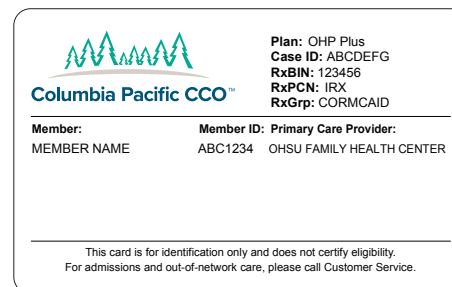 Columbia Pacific CCO™
Plan: OHP Plus
Case ID: ABCDEFG
RxBIN: 123456
RxPCN: IRX
RxGrp: CORMCAID
Member: Member ID: Primary Care Provider:
MEMBER NAME ABC1234 OHSU FAMILY HEALTH CENTER
This card is for identification only and does not certify eligibility.
For admissions and out-of-network care, please call Customer Service.